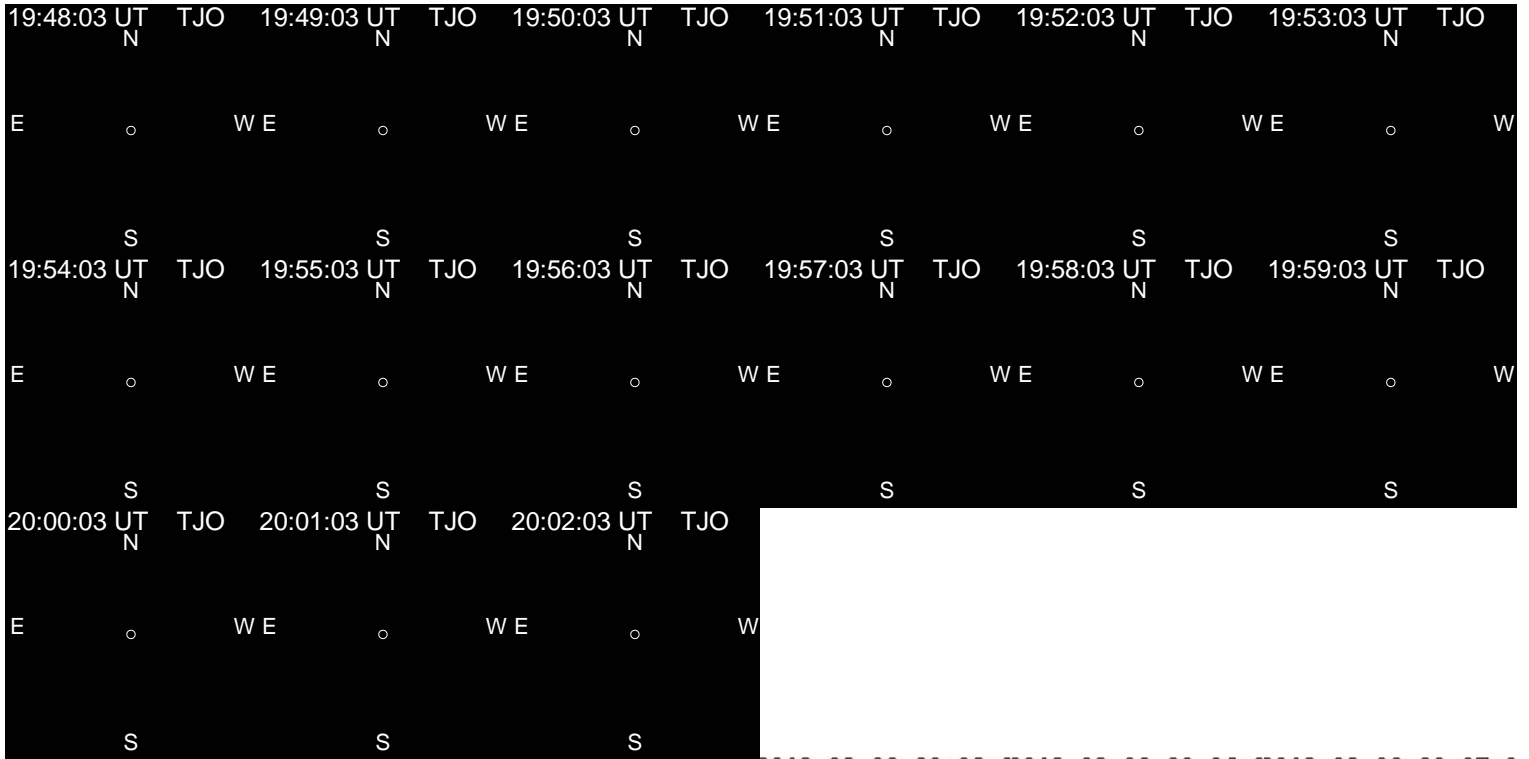 19:48:03 UT TJO 19:49:03 UT TJO 19:50:03 UT TJO 19:51:03 UT TJO 19:52:03 UT TJO 19:53:03 UT TJO
N N N N N N
E W E W E W E W E W E W
S S S S S S
19:54:03 UT TJO 19:55:03 UT TJO 19:56:03 UT TJO 19:57:03 UT TJO 19:58:03 UT TJO 19:59:03 UT TJO
N N N N N N
E W E W E W E W E W E W
S S S S S S
20:00:03 UT TJO 20:01:03 UT TJO 20:02:03 UT TJO
N N N
E W E W E W
S S S